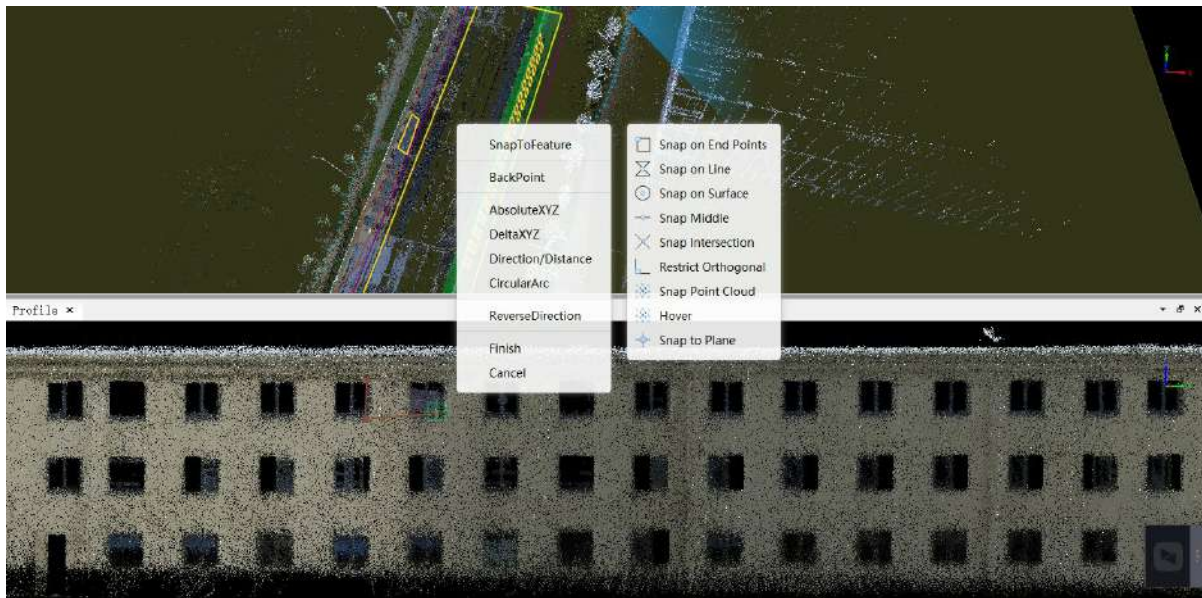 SnapToFeature
BackPoint
AbsoluteXYZ
DeltaXYZ
Direction/Distance
CircularArc
ReverseDirection
Finish
Cancel
Snap on End Points
Snap on Line
Snap on Surface
Snap Middle
Snap Intersection
Restrict Orthogonal
Snap Point Cloud
Hover
Snap to Plane
Profile